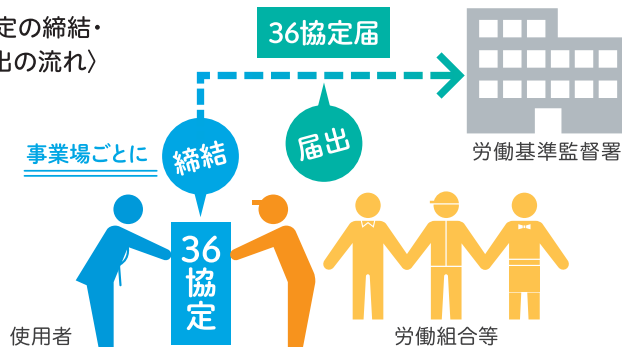 定の締結・
出の流れ〉
36協定届
事業場ごとに
締結
届出
労働基準監督署
36
協
定
使用者
労働組合等